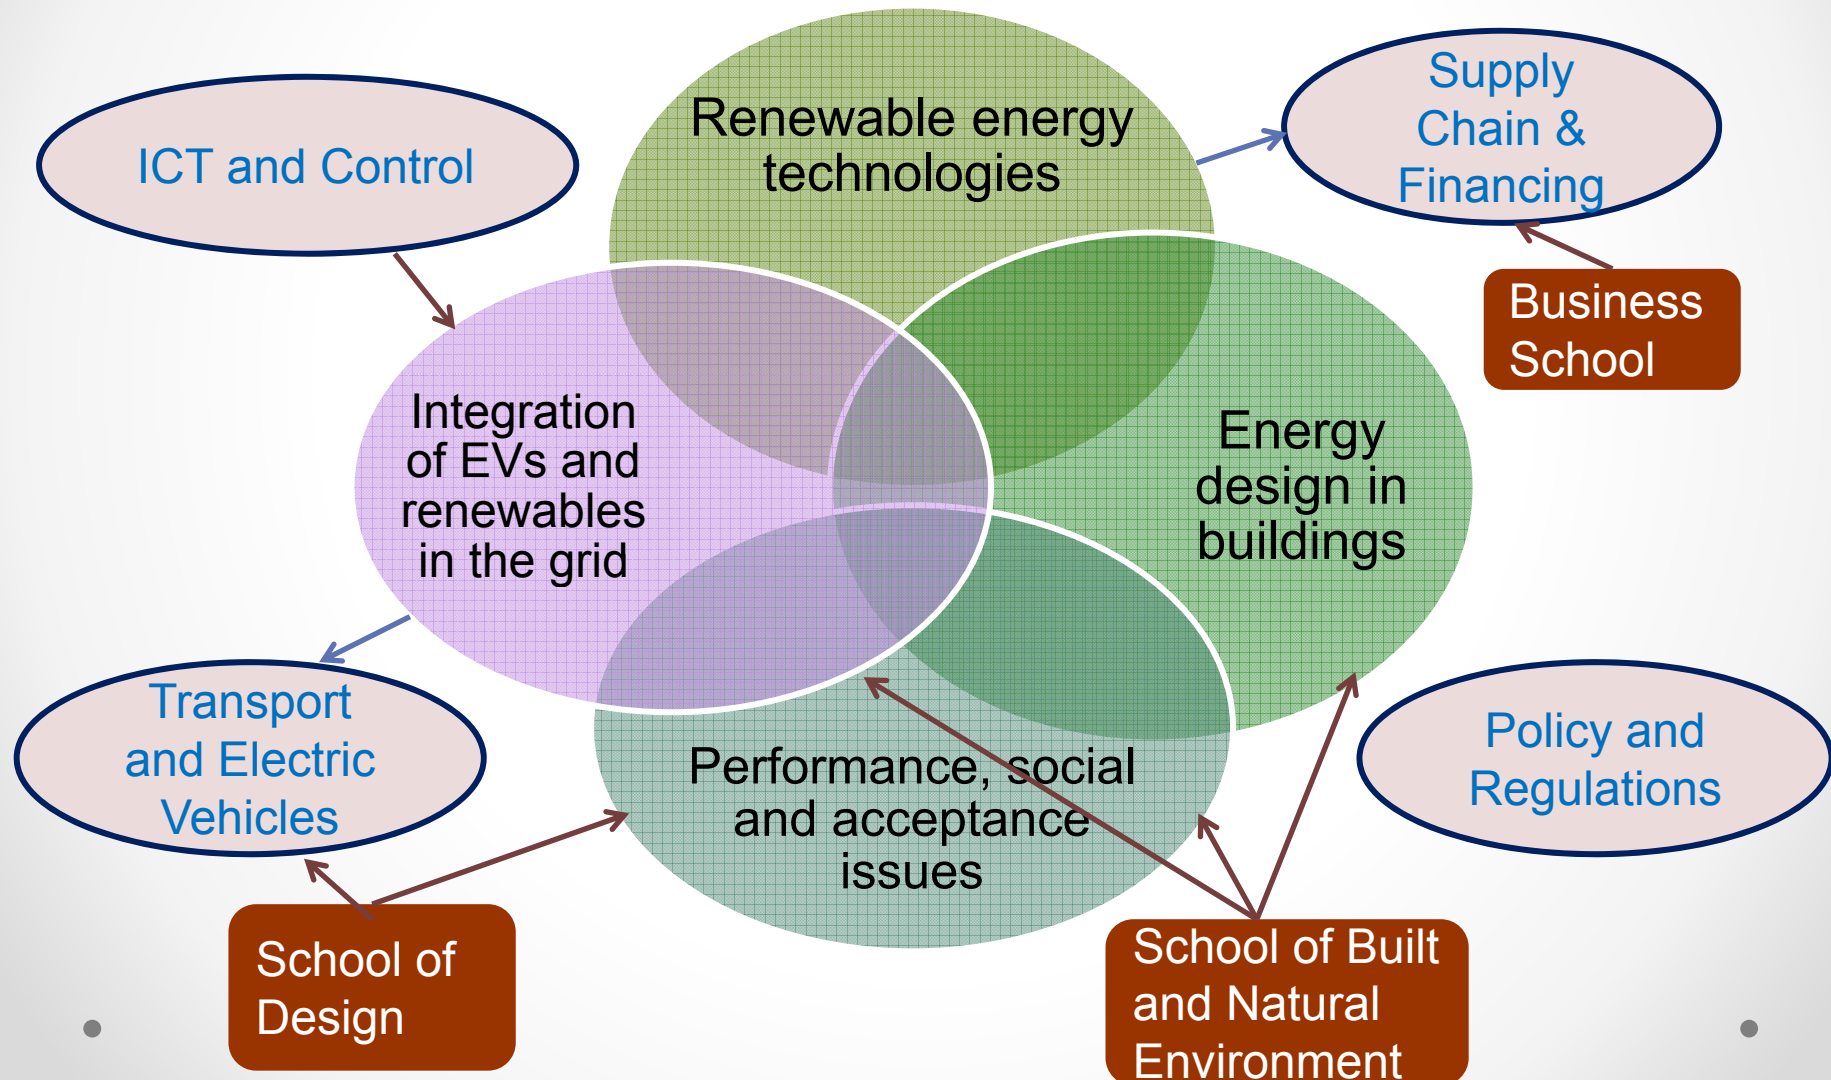 Renewable energy
technologies
Supply
Chain &
Financing
ICT and Control
Business
School
Integration
of EVs and
renewables
in the grid
Energy
design in
buildings
Transport
and Electric
Vehicles
Policy and
Regulations
Performance, social
and acceptance
issues
School of
Design
School of Built
and Natural
Environment